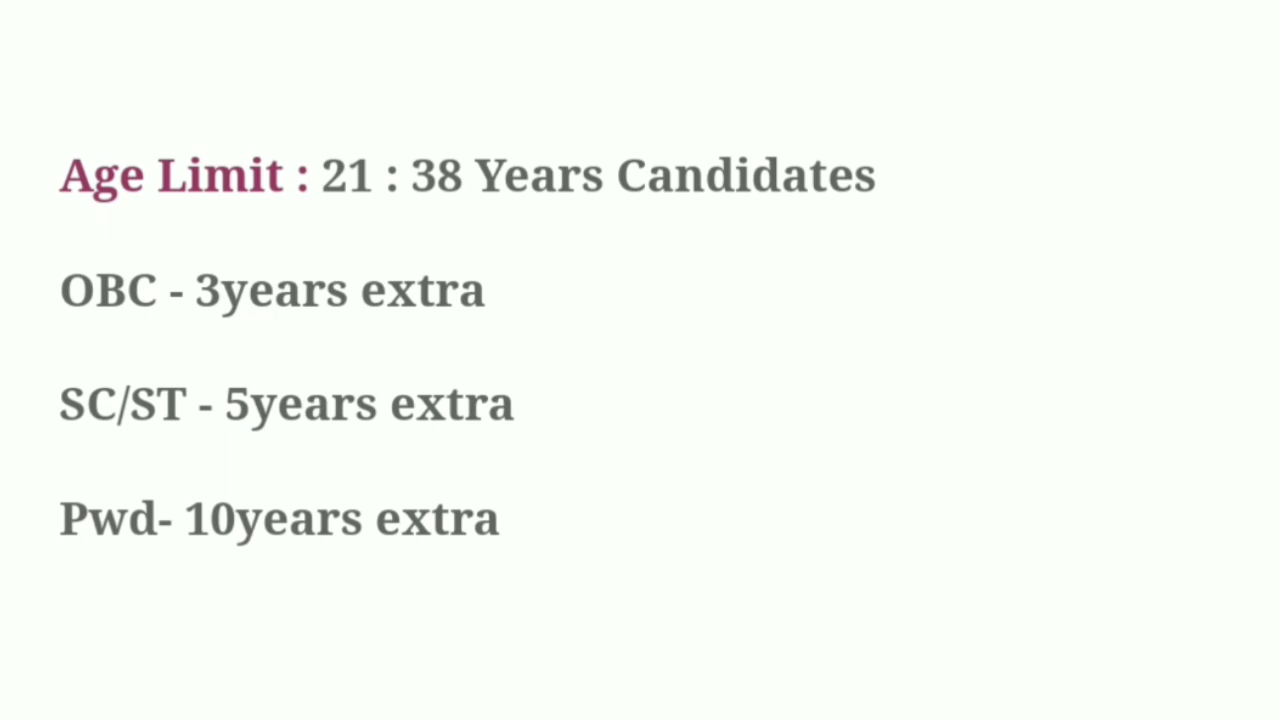 Age Limit : 21 : 38 Years Candidates
OBC - 3years extra
SC/ST - 5years extra
Pwd- 10years extra